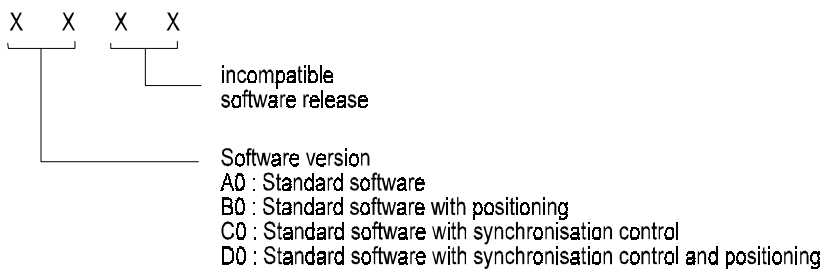 X X X X
incompatible
software release
Software version
A0 : Standard software
B0 : Standard software with positioning
C0 : Standard software with synchronisation control
D0 : Standard software with synchronisation control and positioning